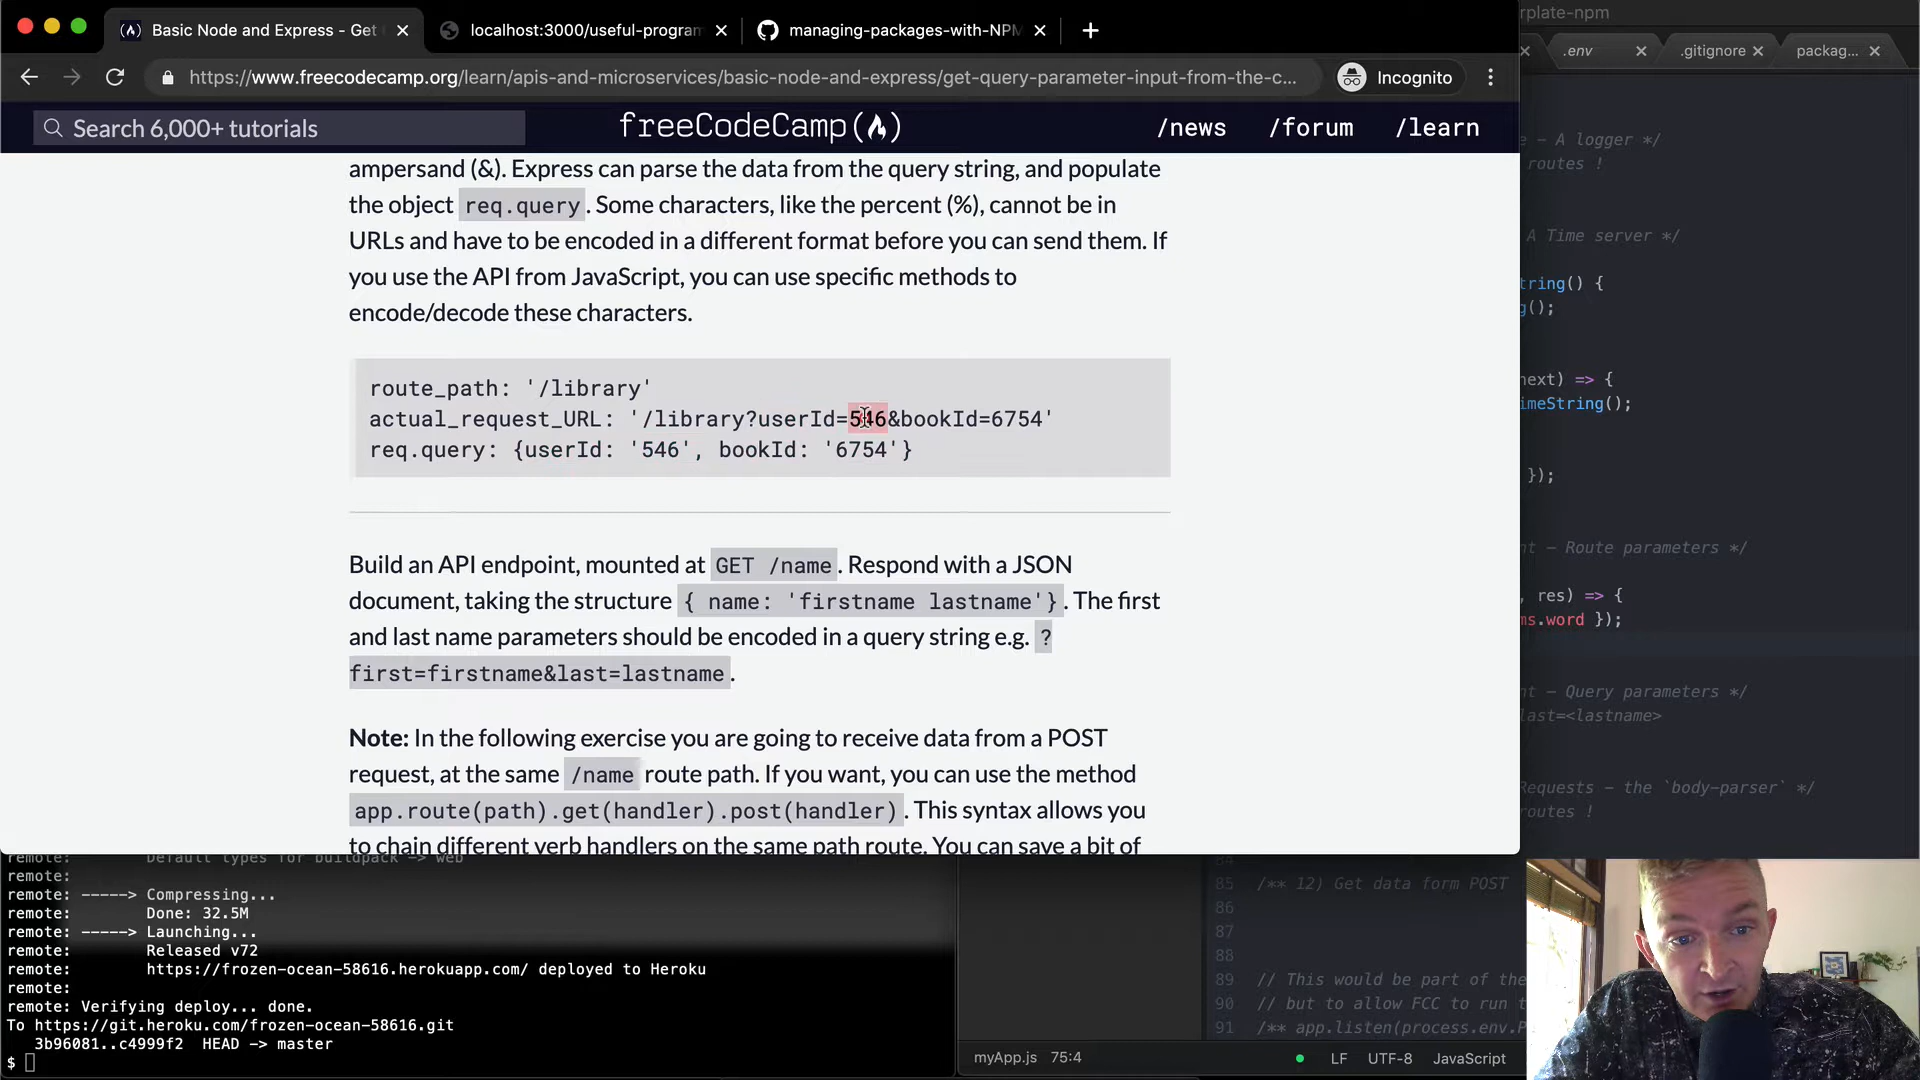 Basic Node and Express - Get
localhost:3000/useful-progran
managing-packages-with-NPM
https://www.freecodecamp.org/learn/apis-and-microservices/basic-node-and-express/get-query-parameter-input-from-the-c...
Incognito
Search 6,000+ tutorials
freeCodeCamp
/news
/forum
/learn
ampersand (&). Express can parse the data from the query string, and populate
the object req.query. Some characters, like the percent (%), cannot be in
URLs and have to be encoded in a different format before you can send them. If
you use the API from JavaScript, you can use specific methods to
encode/decode these characters.
route_path: '/library'
actual_request_URL: '/library?userId=546&bookId=6754'
req.query: {userId: '546', bookId: '6754'}
Build an API endpoint, mounted at GET /name. Respond with a JSON
document, taking the structure { name: 'firstname lastname'}. The first
and last name parameters should be encoded in a query string e.g. ?
first=firstname&last=lastname.
Note: In the following exercise you are going to receive data from a POST
request, at the same /name route path. If you want, you can use the method
app.route(path).get(handler).post(handler). This syntax allows you
to chain different verb handlers on the same path route. You can save a bit of
rplate-npm
.env
.gitignore
packag...
e - A logger */
routes !
A Time server */
tring() {
g();
next) => {
imeString();
});
nt - Route parameters */
, res) => {
ms.word });
nt - Query parameters */
last=<lastname>
Requests - the `body-parser` */
routes !
84
85 /** 12) Get data form POST
86
87
88
89 // This would be part of the
90 // but to allow FCC to run t
91 /** app.listen(process.env.P
myApp.js 75:4
LF UTF-8 JavaScript
remote: Default types for buildpack -> web
remote:
remote: -----> Compressing...
remote: Done: 32.5M
remote: -----> Launching...
remote: Released v72
remote: https://frozen-ocean-58616.herokuapp.com/ deployed to Heroku
remote:
remote: Verifying deploy... done.
To https://git.heroku.com/frozen-ocean-58616.git
3b96081..c4999f2 HEAD -> master
$